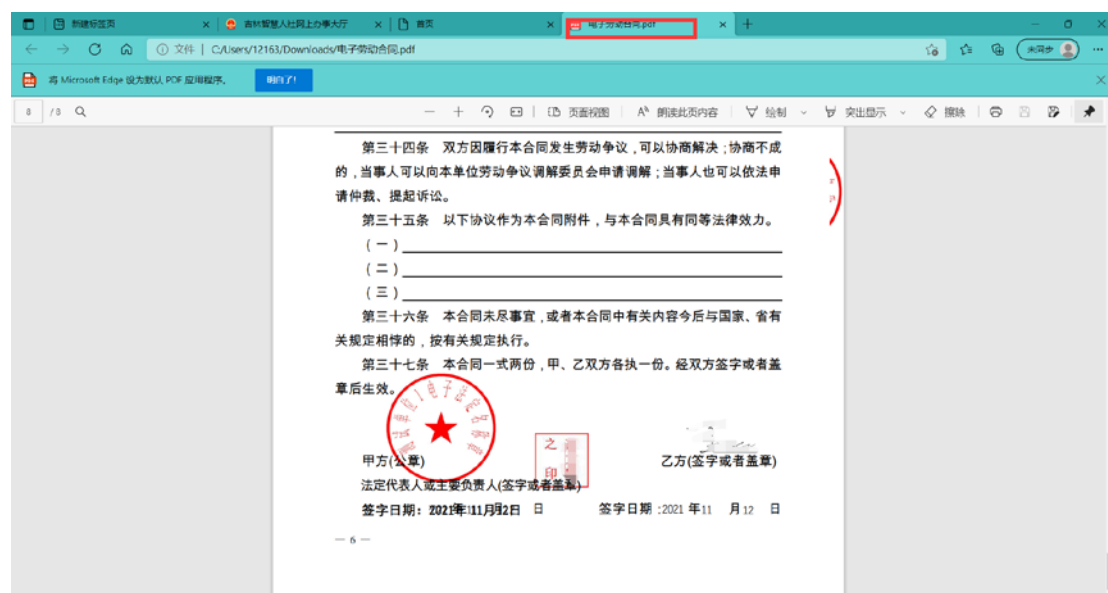 新建标签页
吉林智慧人社网上办事大厅
首页
电子劳动合同.pdf
文件 | C:/Users/12163/Downloads/电子劳动合同.pdf
未同步
将 Microsoft Edge 设为默认 PDF 应用程序。
明白了!
8 /8
页面视图
朗读此页内容
绘制
突出显示
擦除
第三十四条 双方因履行本合同发生劳动争议,可以协商解决;协商不成
的,当事人可以向本单位劳动争议调解委员会申请调解;当事人也可以依法申
请仲裁、提起诉讼。
第三十五条 以下协议作为本合同附件,与本合同具有同等法律效力。
(一)
(二)
(三)
第三十六条 本合同未尽事宜,或者本合同中有关内容今后与国家、省有
关规定相悖的,按有关规定执行。
第三十七条 本合同一式两份,甲、乙双方各执一份。经双方签字或者盖
章后生效。
之
印
甲方(公章)
乙方(签字或者盖章)
法定代表人或主要负责人(签字或者盖章)
签字日期:2021年11月12日 日
签字日期:2021 年11 月12 日
— 6 —